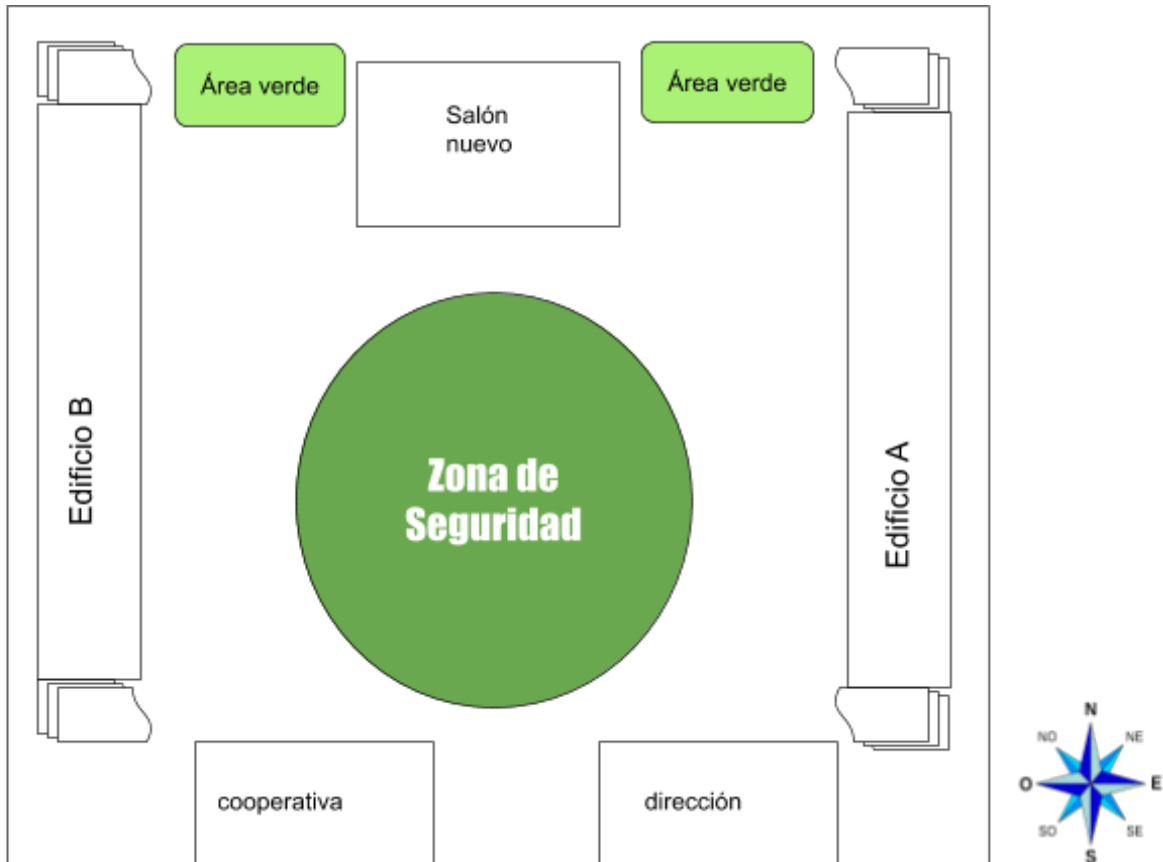 Área verde
Salón
nuevo
Área verde
Edificio B
Zona de
Seguridad
Edificio A
cooperativa
dirección
N
NO
NE
O
E
SO
SE
S